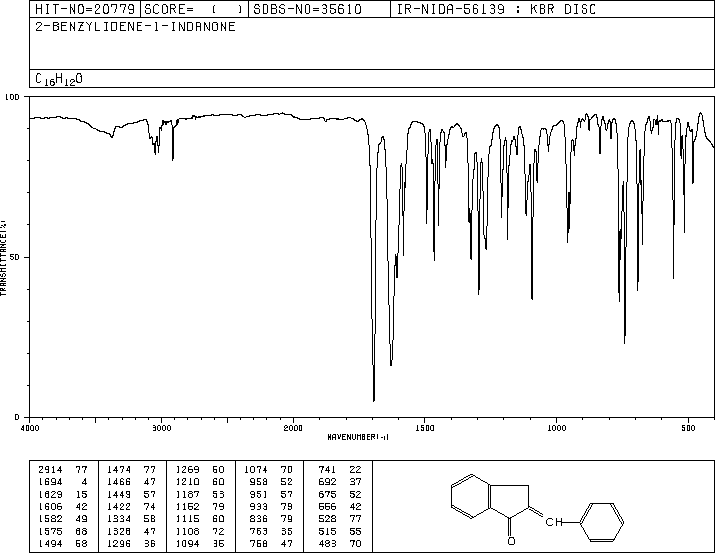 HIT-NO=20779 SCORE= ( ) SDBS-NO=35610 IR-NIDA-56139 : KBR DISC
2-BENZYLIDENE-1-INDANONE
C16H12O
100
50
0
TRANSMITTANCE(%)
4000 3000 2000 1500 1000 500
WAVENUMBER(-1)
2914 77 1474 77 1269 60 1074 70 741 22
1694 4 1466 47 1210 60 958 52 692 37
1629 15 1449 57 1187 53 951 57 675 52
1606 42 1422 74 1152 79 933 79 556 42
1582 49 1334 58 1115 60 836 79 528 77
1575 66 1328 47 1108 72 763 35 515 55
1494 58 1296 36 1094 35 758 47 483 70
O
CH